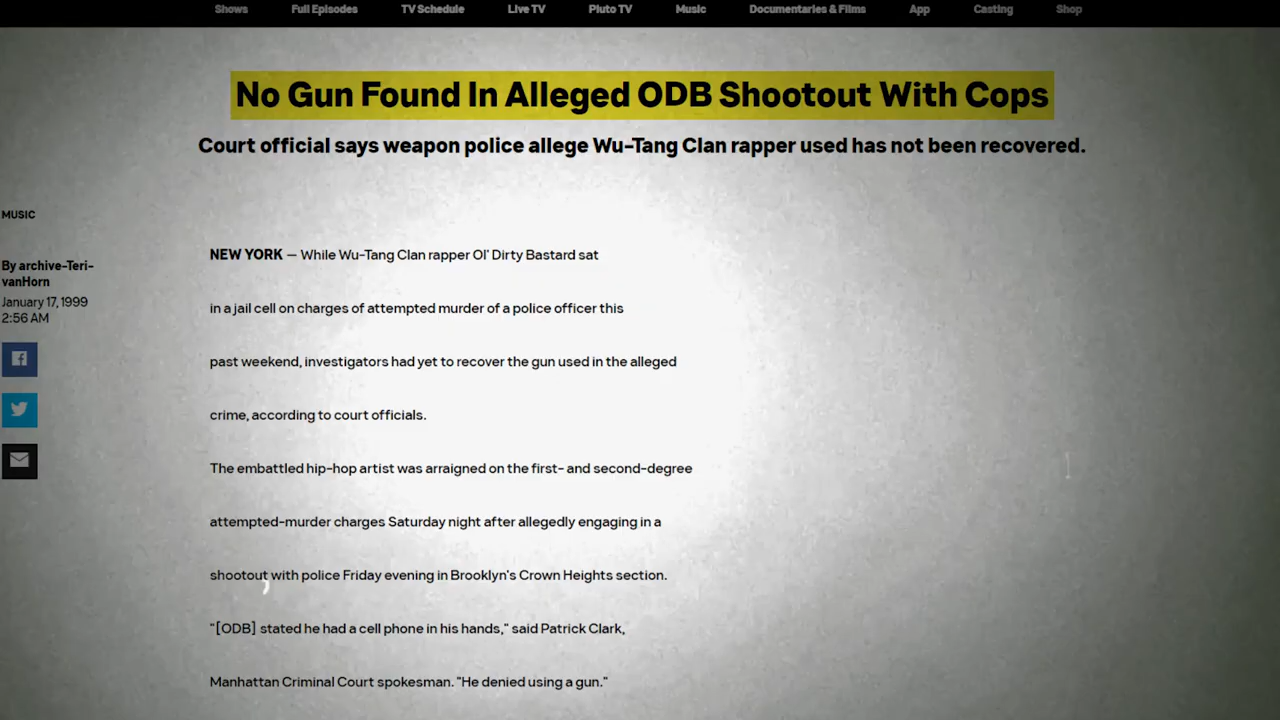 Shows Full Episodes TV Schedule Live TV Pluto TV Music Documentaries & Films App Casting Shop
No Gun Found In Alleged ODB Shootout With Cops
Court official says weapon police allege Wu-Tang Clan rapper used has not been recovered.
MUSIC
By archive-Teri-
vanHorn
January 17, 1999
2:56 AM
NEW YORK — While Wu-Tang Clan rapper Ol' Dirty Bastard sat
in a jail cell on charges of attempted murder of a police officer this
past weekend, investigators had yet to recover the gun used in the alleged
crime, according to court officials.
The embattled hip-hop artist was arraigned on the first- and second-degree
attempted-murder charges Saturday night after allegedly engaging in a
shootout with police Friday evening in Brooklyn's Crown Heights section.
"[ODB] stated he had a cell phone in his hands," said Patrick Clark,
Manhattan Criminal Court spokesman. "He denied using a gun."